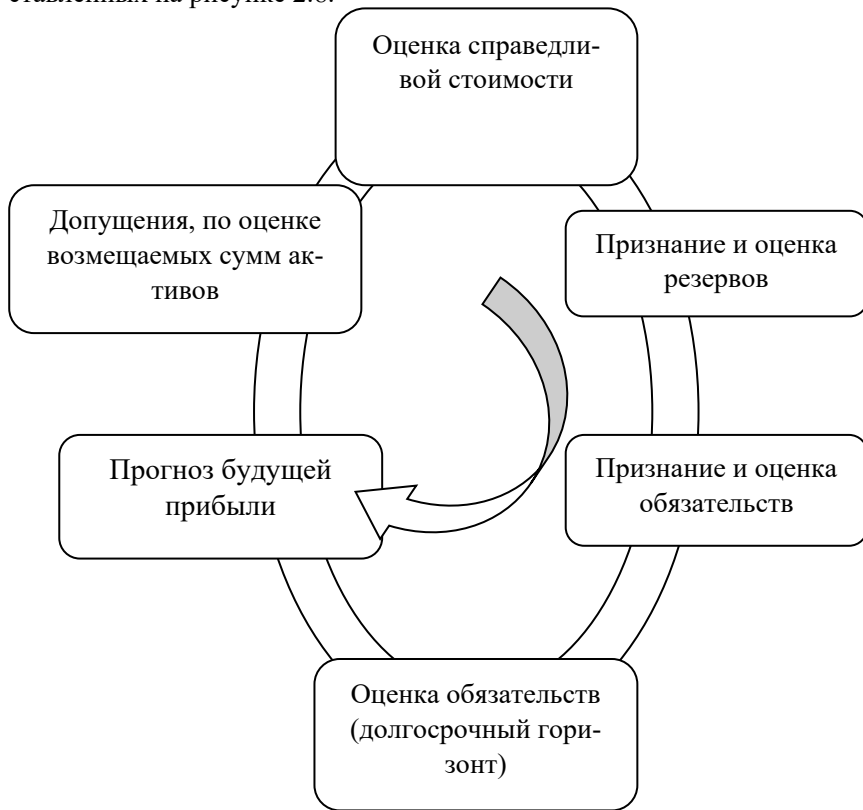 ставленных на рисунке 2.8.
Оценка справедли-
вой стоимости
Допущения, по оценке
возмещаемых сумм ак-
тивов
Признание и оценка
резервов
Прогноз будущей
прибыли
Признание и оценка
обязательств
Оценка обязательств
(долгосрочный гори-
зонт)